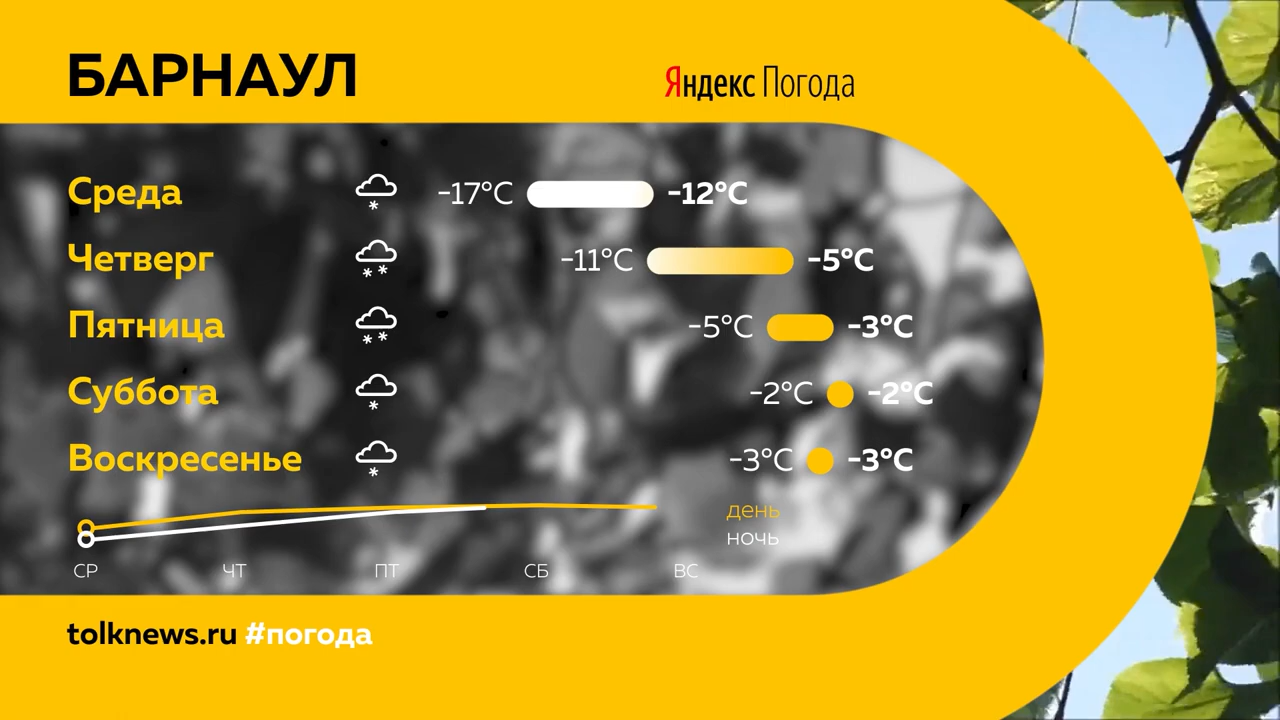 БАРНАУЛ
Яндекс Погода
Среда -17°C -12°C
Четверг -11°C -5°C
Пятница -5°C -3°C
Суббота -2°C -2°C
Воскресенье -3°C -3°C
день
ночь
СР ЧТ ПТ СБ ВС
tolknews.ru #погода